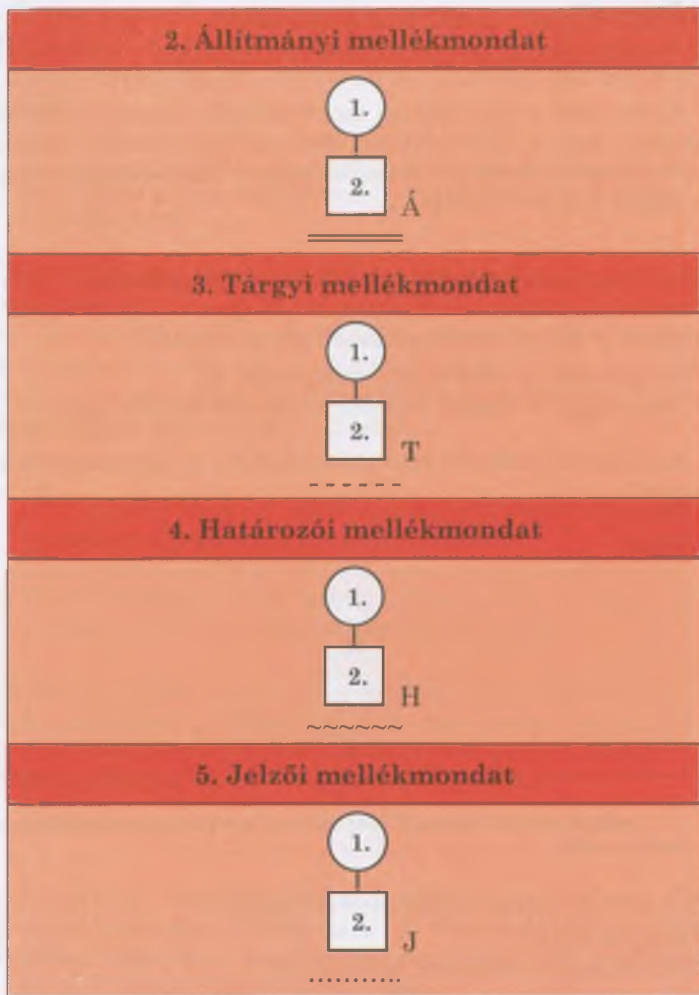 2. Állítmányi mellékmondat
1.
2.
Á
3. Tárgyi mellékmondat
1.
2.
T
4. Határozói mellékmondat
1.
2.
H
~~~~~~
5. Jelzői mellékmondat
1.
2.
J
...........